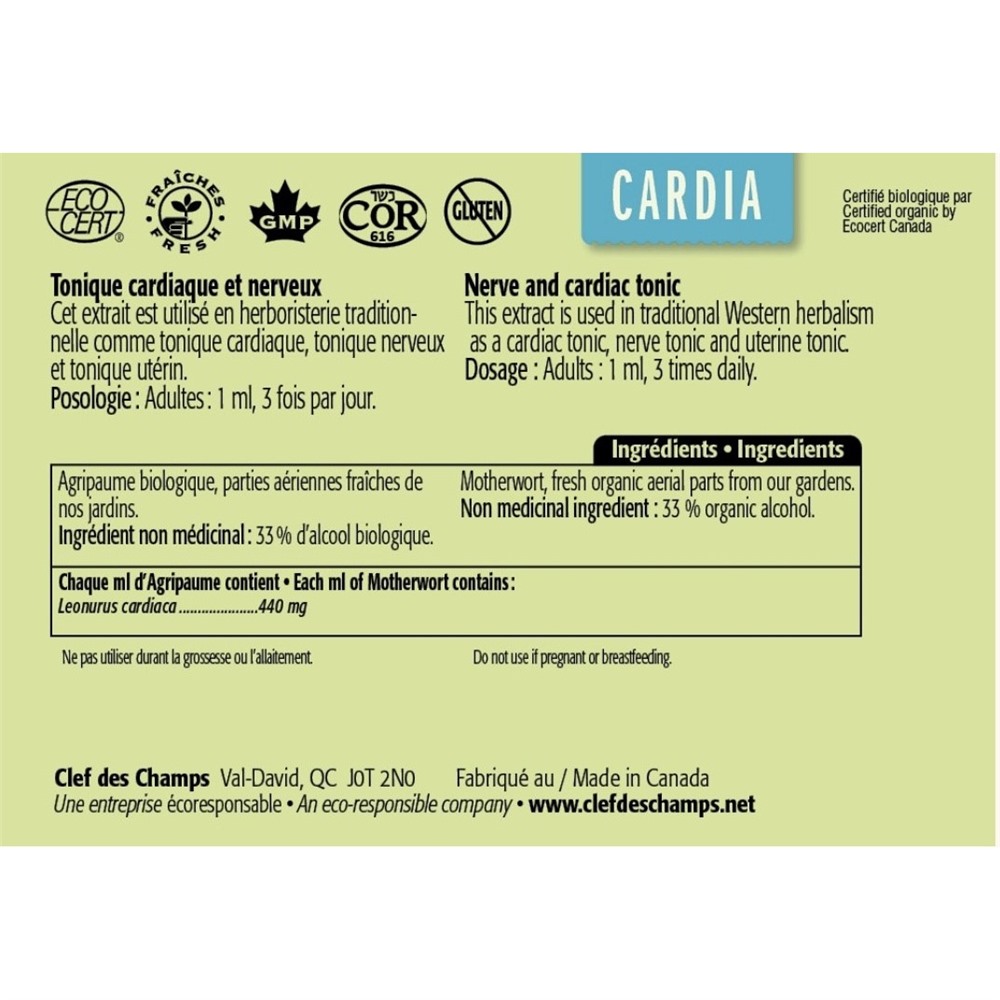 ECO
CERT
®
FRAÎCHES
FRESH
GMP
כשר
COR
616
GLUTEN
CARDIA
Certifié biologique par
Certified organic by
Ecocert Canada
Tonique cardiaque et nerveux
Cet extrait est utilisé en herboristerie tradition-
nelle comme tonique cardiaque, tonique nerveux
et tonique utérin.
Posologie : Adultes : 1 ml, 3 fois par jour.
Nerve and cardiac tonic
This extract is used in traditional Western herbalism
as a cardiac tonic, nerve tonic and uterine tonic.
Dosage : Adults : 1 ml, 3 times daily.
Ingrédients • Ingredients
Agripaume biologique, parties aériennes fraîches de
nos jardins.
Ingrédient non médicinal : 33 % d'alcool biologique.
Motherwort, fresh organic aerial parts from our gardens.
Non medicinal ingredient : 33 % organic alcohol.
Chaque ml d'Agripaume contient • Each ml of Motherwort contains :
Leonurus cardiaca .....................440 mg
Ne pas utiliser durant la grossesse ou l'allaitement.
Do not use if pregnant or breastfeeding.
Clef des Champs Val-David, QC J0T 2N0 Fabriqué au / Made in Canada
Une entreprise écoresponsable • An eco-responsible company • www.clefdeschamps.net